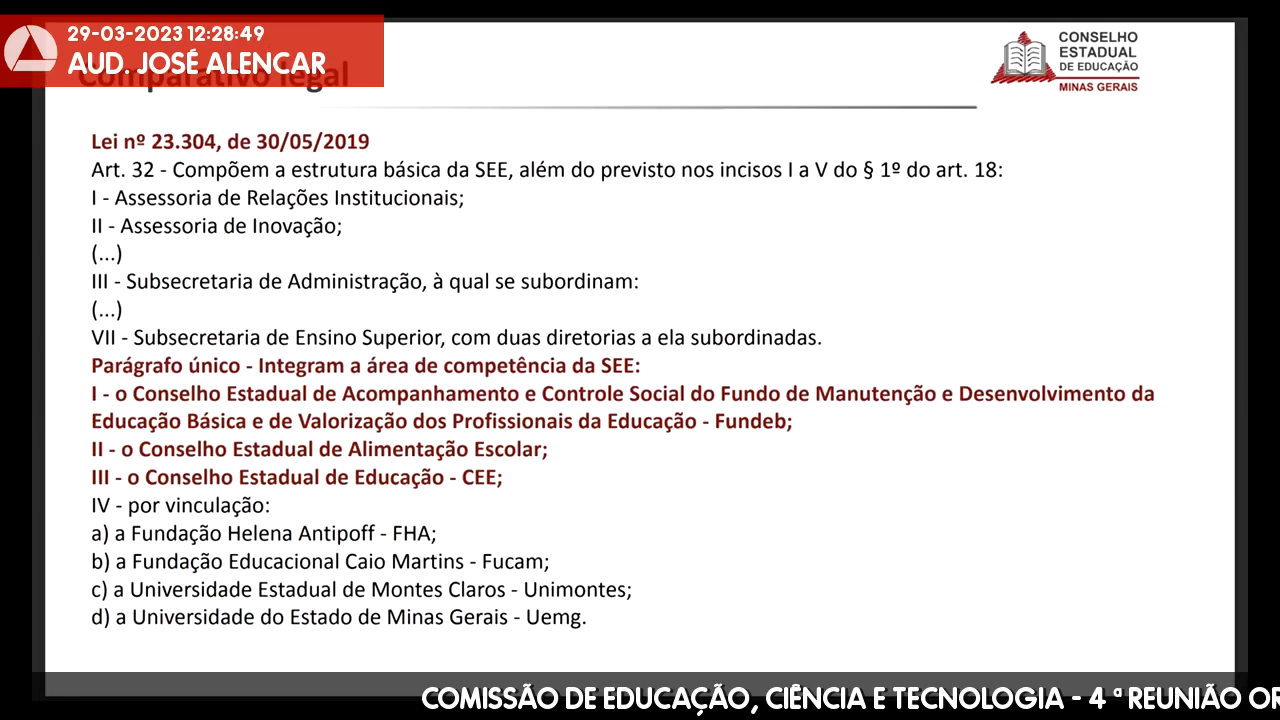 29-03-2023 12:28:49
AUD. JOSÉ ALENCAR
Comparativo legal
CONSELHO
ESTADUAL
DE EDUCAÇÃO
MINAS GERAIS
Lei nº 23.304, de 30/05/2019
Art. 32 - Compõem a estrutura básica da SEE, além do previsto nos incisos I a V do § 1º do art. 18:
I - Assessoria de Relações Institucionais;
II - Assessoria de Inovação;
(...)
III - Subsecretaria de Administração, à qual se subordinam:
(...)
VII - Subsecretaria de Ensino Superior, com duas diretorias a ela subordinadas.
Parágrafo único - Integram a área de competência da SEE:
I - o Conselho Estadual de Acompanhamento e Controle Social do Fundo de Manutenção e Desenvolvimento da
Educação Básica e de Valorização dos Profissionais da Educação - Fundeb;
II - o Conselho Estadual de Alimentação Escolar;
III - o Conselho Estadual de Educação - CEE;
IV - por vinculação:
a) a Fundação Helena Antipoff - FHA;
b) a Fundação Educacional Caio Martins - Fucam;
c) a Universidade Estadual de Montes Claros - Unimontes;
d) a Universidade do Estado de Minas Gerais - Uemg.
COMISSÃO DE EDUCAÇÃO, CIÊNCIA E TECNOLOGIA - 4 ª REUNIÃO OR